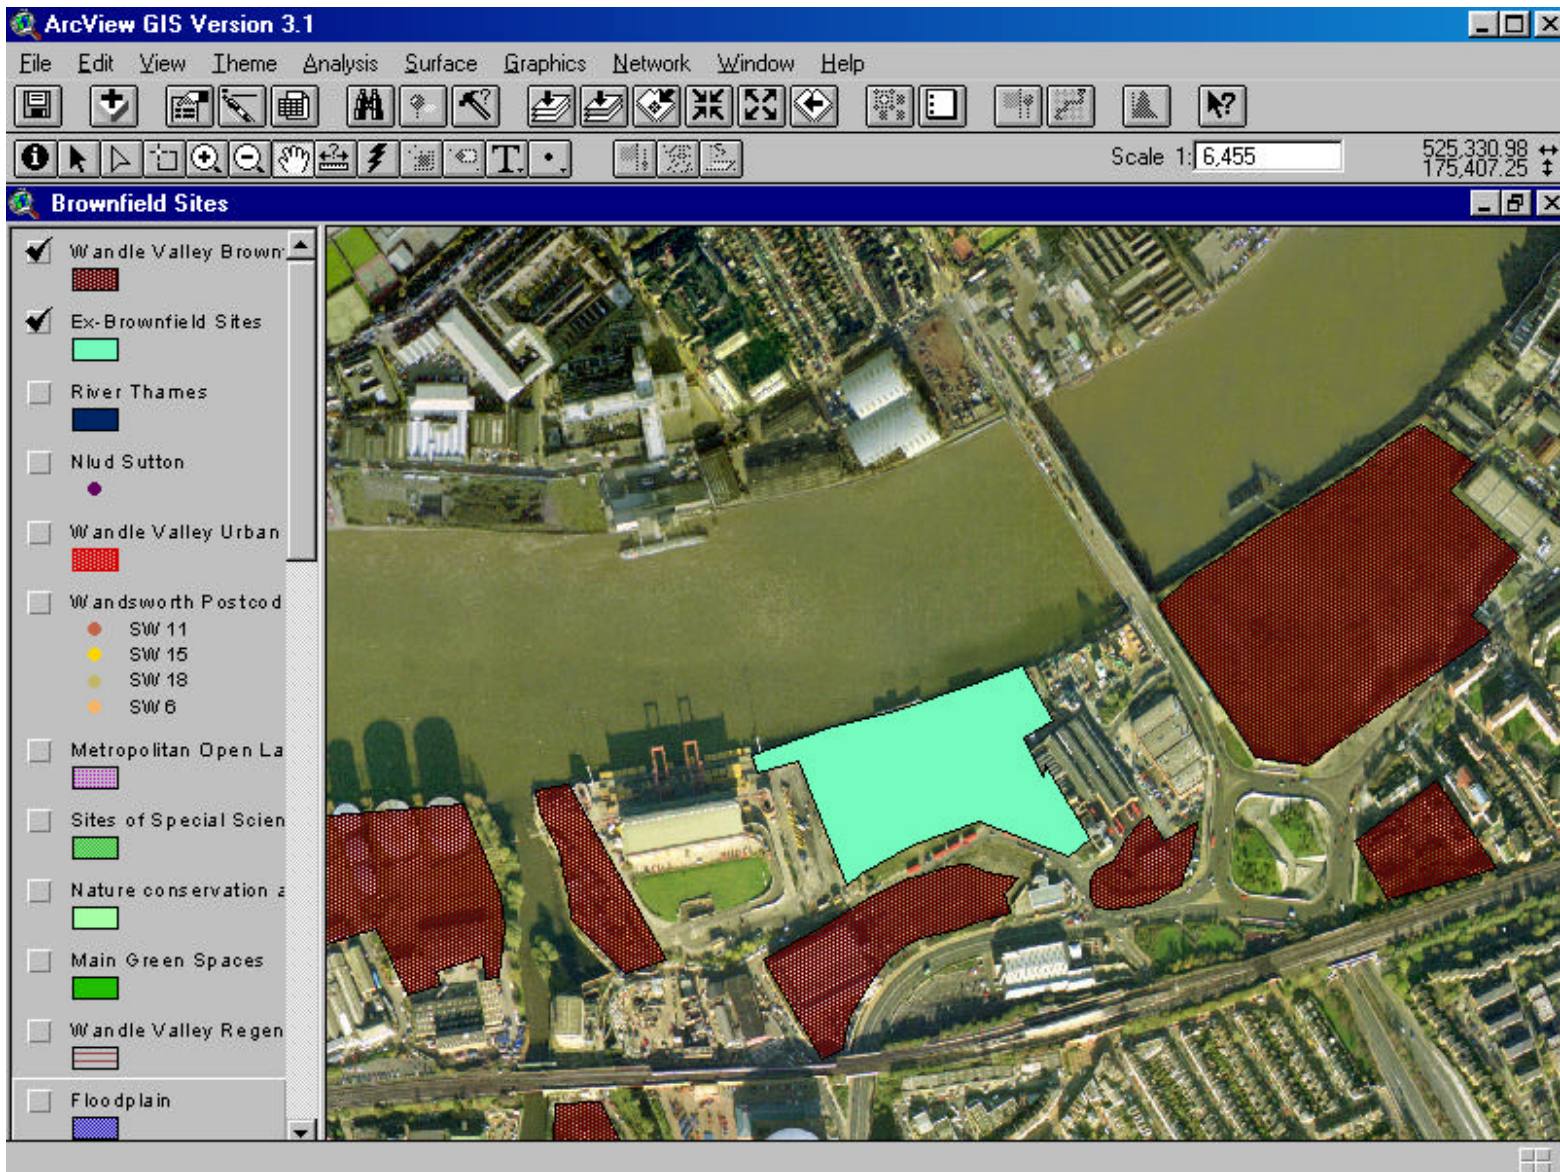 ArcView GIS Version 3.1
File Edit View Theme Analysis Surface Graphics Network Window Help
Scale 1: 6,455
525,330.98
175,407.25
Brownfield Sites
Wandle Valley Brown
Ex-Brownfield Sites
River Thames
Nlud Sutton
Wandle Valley Urban
Wandsworth Postcod
SW 11
SW 15
SW 18
SW 6
Metropolitan Open La
Sites of Special Scien
Nature conservation a
Main Green Spaces
Wandle Valley Regen
Floodplain